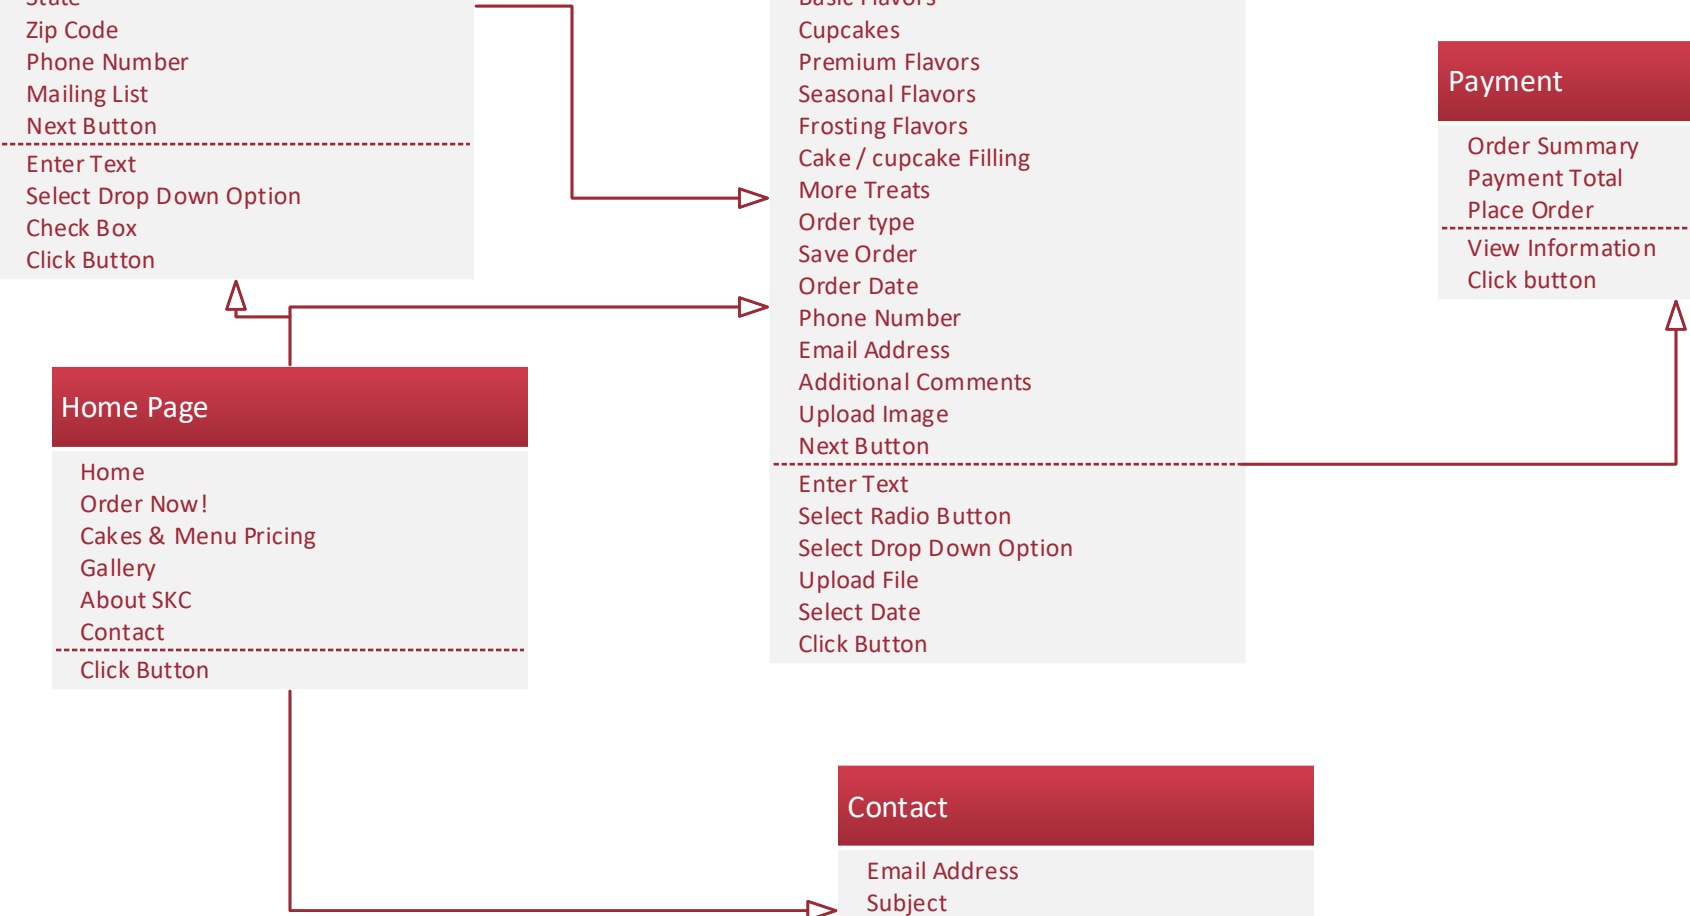 State
Zip Code
Phone Number
Mailing List
Next Button
Enter Text
Select Drop Down Option
Check Box
Click Button
Basic Flavors
Cupcakes
Premium Flavors
Seasonal Flavors
Frosting Flavors
Cake / cupcake Filling
More Treats
Order type
Save Order
Order Date
Phone Number
Email Address
Additional Comments
Upload Image
Next Button
Enter Text
Select Radio Button
Select Drop Down Option
Upload File
Select Date
Click Button
Payment
Order Summary
Payment Total
Place Order
View Information
Click button
Home Page
Home
Order Now!
Cakes & Menu Pricing
Gallery
About SKC
Contact
Click Button
Contact
Email Address
Subject